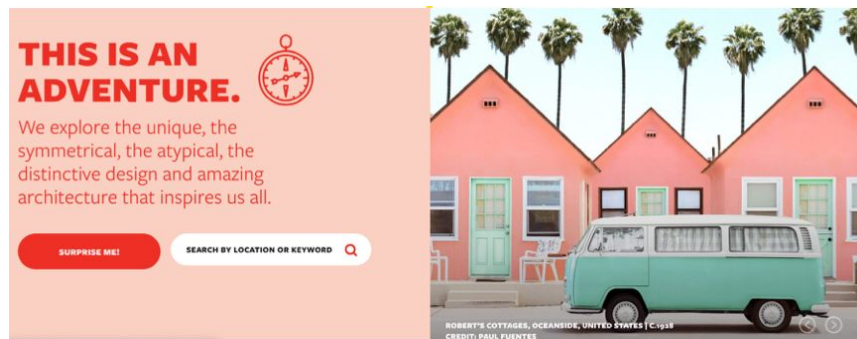 THIS IS AN
ADVENTURE.
We explore the unique, the
symmetrical, the atypical, the
distinctive design and amazing
architecture that inspires us all.
SURPRISE ME!
SEARCH BY LOCATION OR KEYWORD
ROBERT'S COTTAGES, OCEANSIDE, UNITED STATES | C.1928
CREDIT: PAUL FUENTES